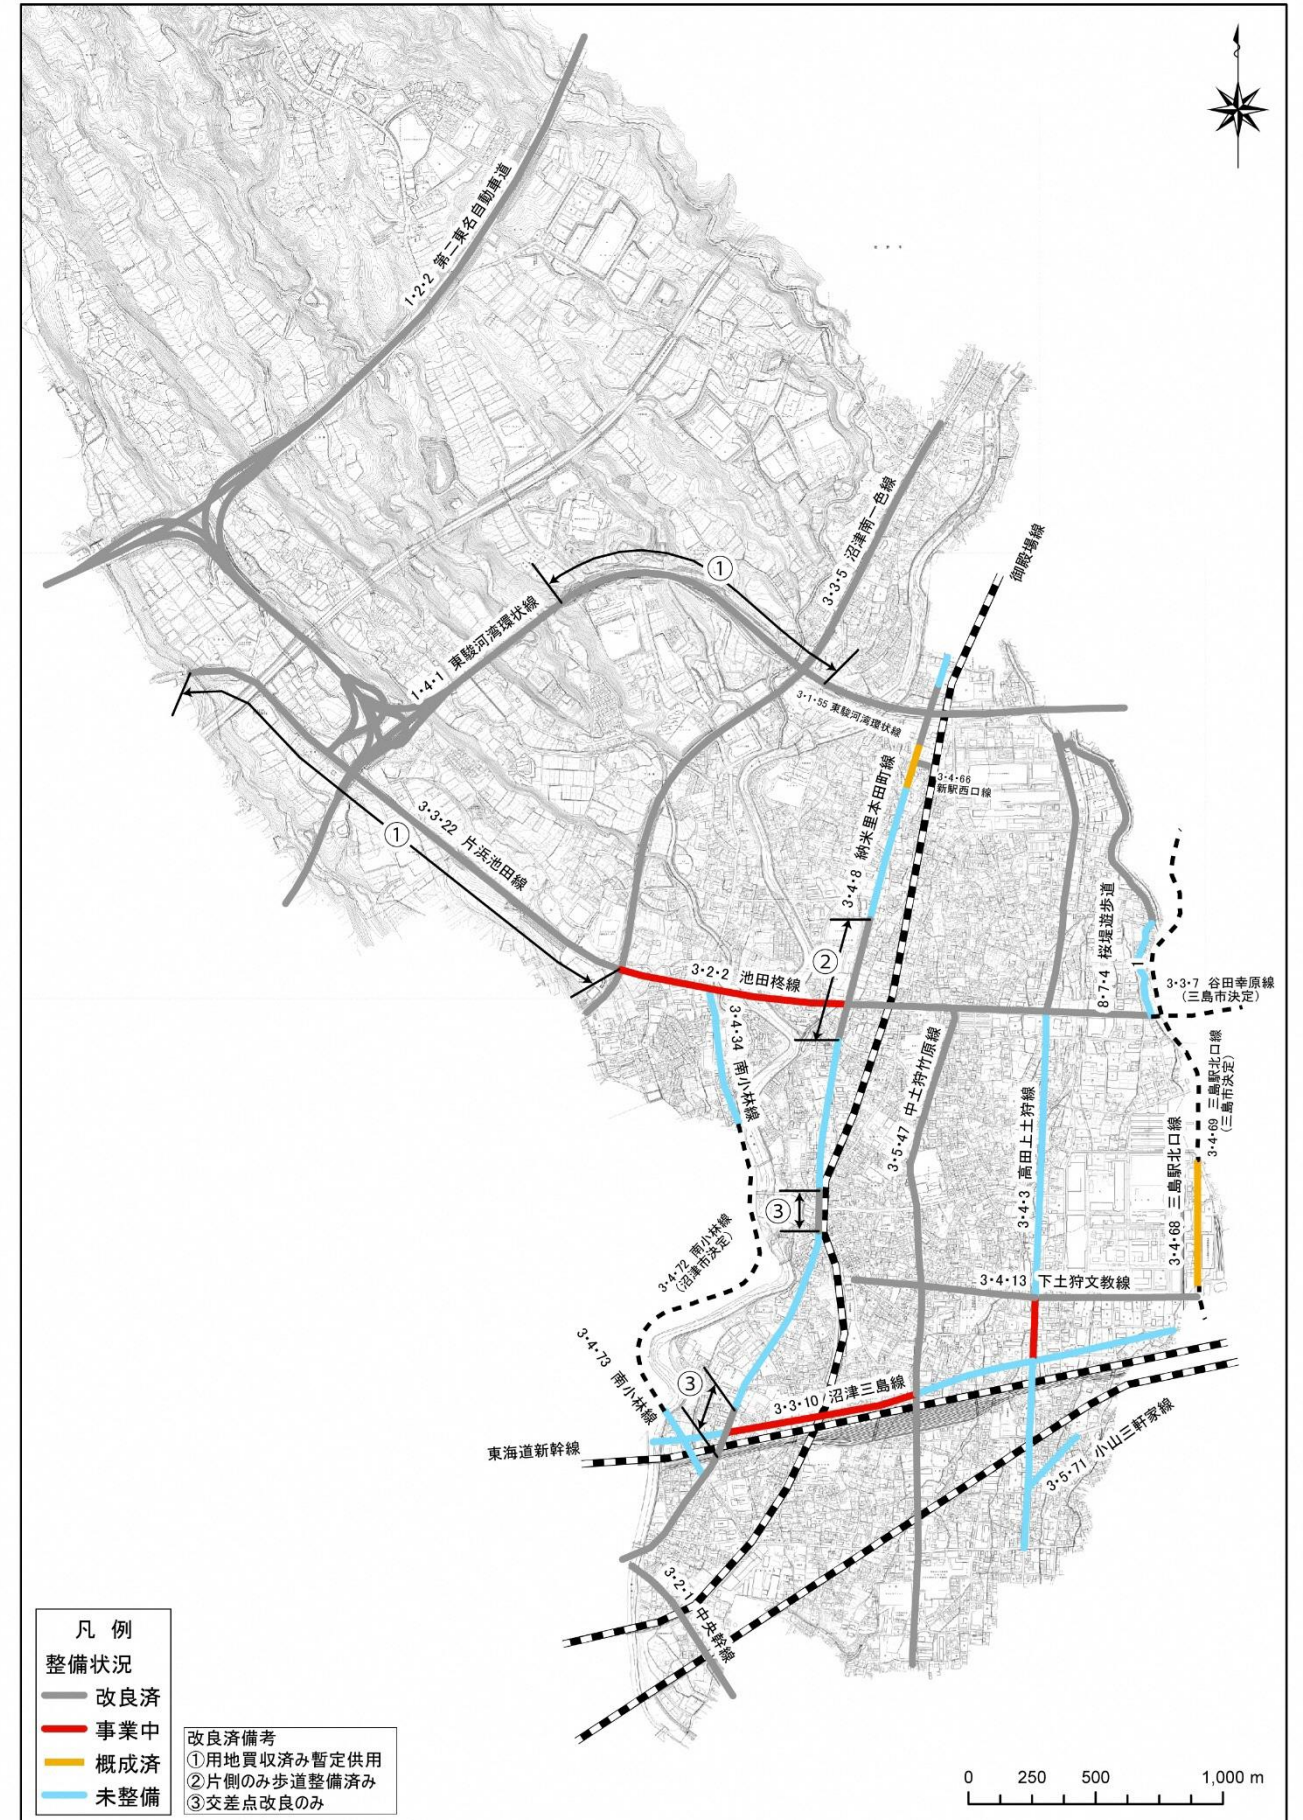 1・2・2 第二東名自動車道
3・3・5 沼津南一色線
御殿場線
①
1・4・1 東駿河湾環状線
3・1・55 東駿河湾環状線
3・4・66
新駅西口線
3・3・22 片浜池田線
①
3・4・8 納米里本田町線
②
8・7・4 桜堤遊歩道
1
3・2・2 池田柊線
3・3・7 谷田幸原線
(三島市決定)
3・4・34 南小林線
3・5・47 中土狩竹原線
3・4・3 高田上土狩線
3・4・69 三島駅北口線
(三島市決定)
3・4・68 三島駅北口線
③
3・4・72 南小林線
(沼津市決定)
3・4・13 下土狩文教線
3・4・73 南小林線
③
3・3・10 沼津三島線
東海道新幹線
3・5・71 小山三軒家線
3・2・1 中央幹線
凡 例
整備状況
改良済
事業中
概成済
未整備
改良済備考
①用地買収済み暫定供用
②片側のみ歩道整備済み
③交差点改良のみ
0 250 500 1,000 m